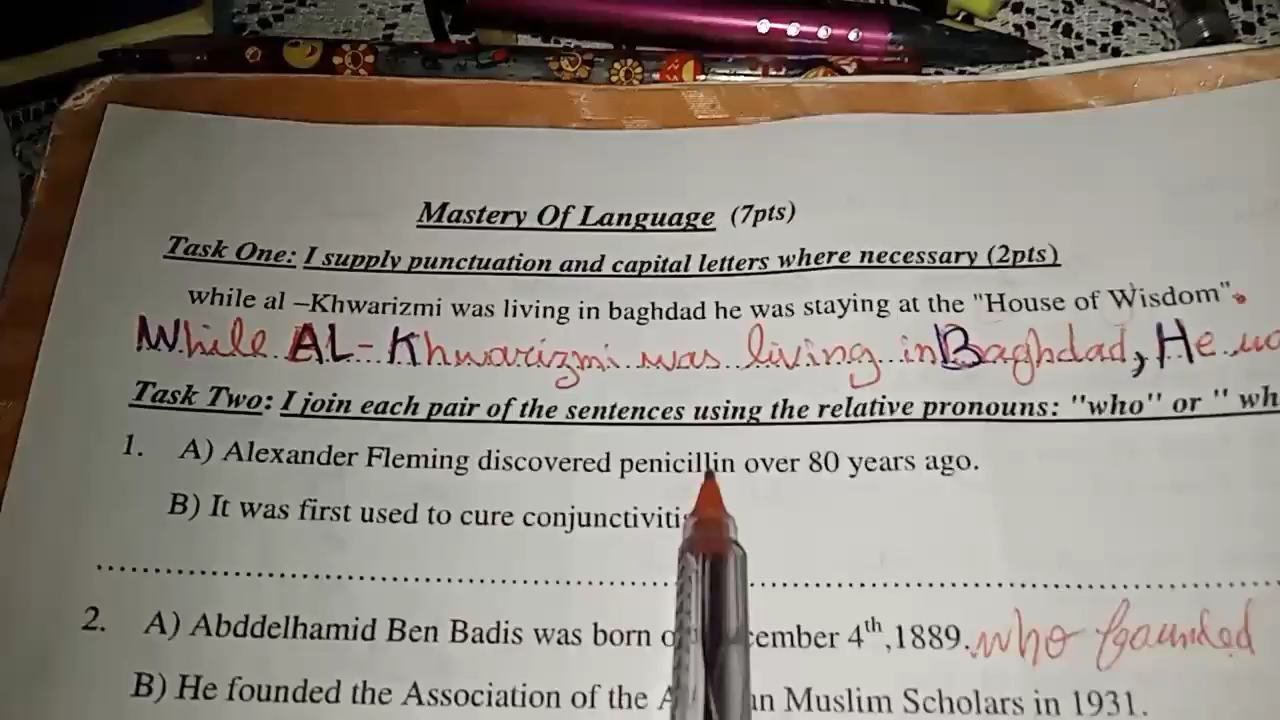 Mastery Of Language (7pts)
Task One: I supply punctuation and capital letters where necessary (2pts)
while al –Khwarizmi was living in baghdad he was staying at the "House of Wisdom".
While AL-Khwarizmi was living in Baghdad, He
Task Two: I join each pair of the sentences using the relative pronouns: "who" or "
1. A) Alexander Fleming discovered penicillin over 80 years ago.
B) It was first used to cure
2. A) Abddelhamid Ben Badis was born 4th,1889. who founded
B) He founded the Association of the Muslim Scholars in 1931.